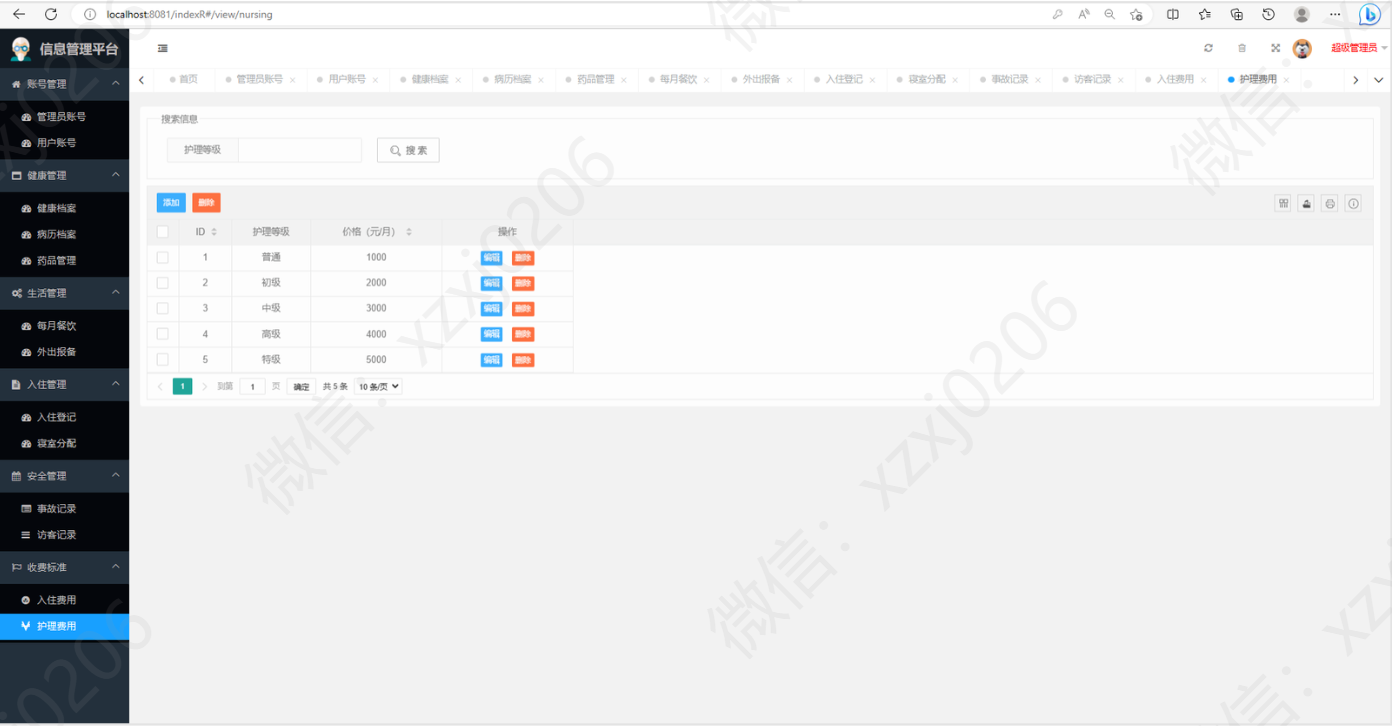 localhost:8081/indexR#/view/nursing
信息管理平台
超级管理员
首页 管理员账号 用户账号 健康档案 病历档案 药品管理 每月餐饮 外出报备 入住登记 寝室分配 事故记录 访客记录 入住费用 护理费用
账号管理
管理员账号
用户账号
健康管理
健康档案
病历档案
药品管理
生活管理
每月餐饮
外出报备
入住管理
入住登记
寝室分配
安全管理
事故记录
访客记录
收费标准
入住费用
护理费用
搜索信息
护理等级 搜 索
添加 删除
ID 护理等级 价格（元/月） 操作
1 普通 1000 编辑 删除
2 初级 2000 编辑 删除
3 中级 3000 编辑 删除
4 高级 4000 编辑 删除
5 特级 5000 编辑 删除
1 到第 1 页 确定 共 5 条 10 条/页
微信：xzxj0206
微信：xzxj0206
微信：
微信：
xzxj0206
xzxj0206